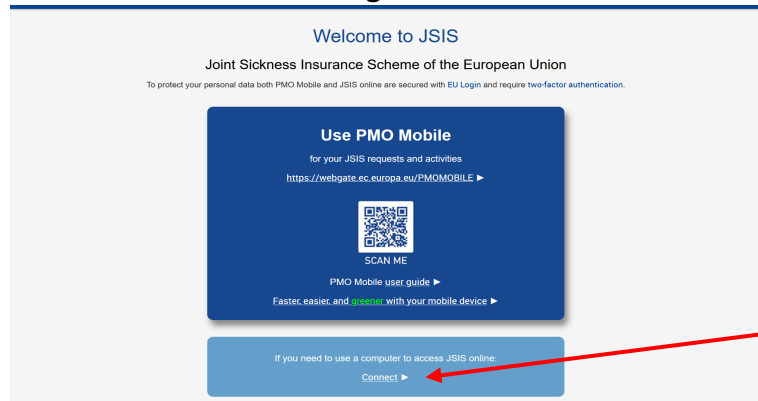 Welcome to JSIS
Joint Sickness Insurance Scheme of the European Union
To protect your personal data both PMO Mobile and JSIS online are secured with EU Login and require two-factor authentication.
Use PMO Mobile
for your JSIS requests and activities
https://webgate.ec.europa.eu/PMOMOBILE ►
SCAN ME
PMO Mobile user guide ►
Faster, easier, and greener with your mobile device ►
If you need to use a computer to access JSIS online:
Connect ►